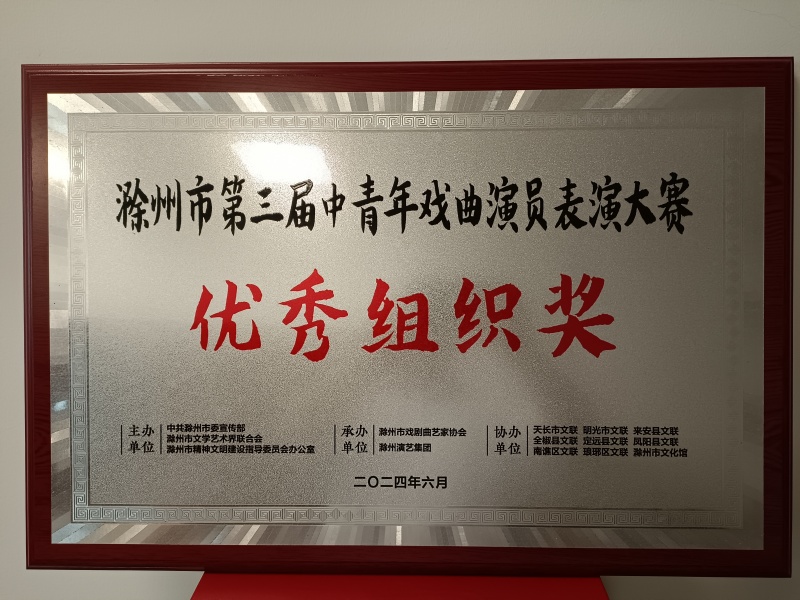 滁州市第三届中青年戏曲演员表演大赛
优秀组织奖
主办单位
中共滁州市委宣传部
滁州市文学艺术界联合会
滁州市精神文明建设指导委员会办公室
承办单位
滁州市戏剧曲艺家协会
滁州演艺集团
协办单位
天长市文联 明光市文联 来安县文联
全椒县文联 定远县文联 凤阳县文联
南谯区文联 琅琊区文联 滁州市文化馆
二〇二四年六月